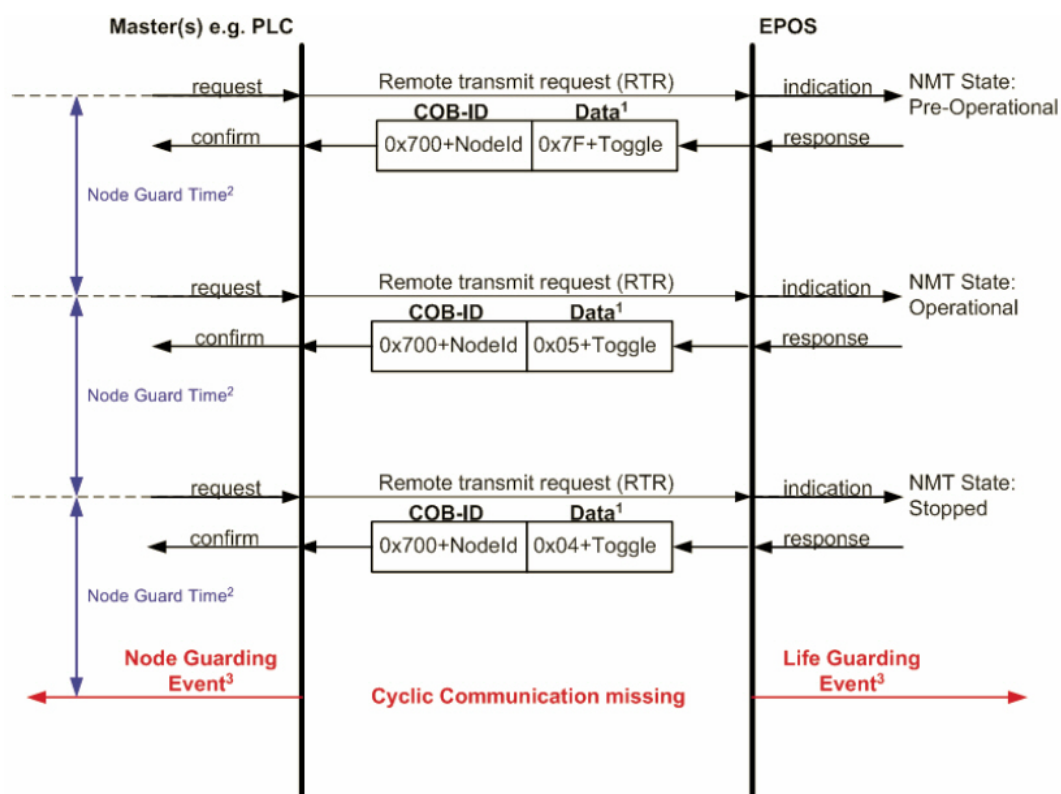 Master(s) e.g. PLC
EPOS
request
Remote transmit request (RTR)
indication
NMT State:
Pre-Operational
COB-ID
Data¹
confirm
0x700+NodeId
0x7F+Toggle
response
Node Guard Time²
request
Remote transmit request (RTR)
indication
NMT State:
Operational
COB-ID
Data¹
confirm
0x700+NodeId
0x05+Toggle
response
Node Guard Time²
request
Remote transmit request (RTR)
indication
NMT State:
Stopped
COB-ID
Data¹
confirm
0x700+NodeId
0x04+Toggle
response
Node Guard Time²
Node Guarding
Event³
Cyclic Communication missing
Life Guarding
Event³